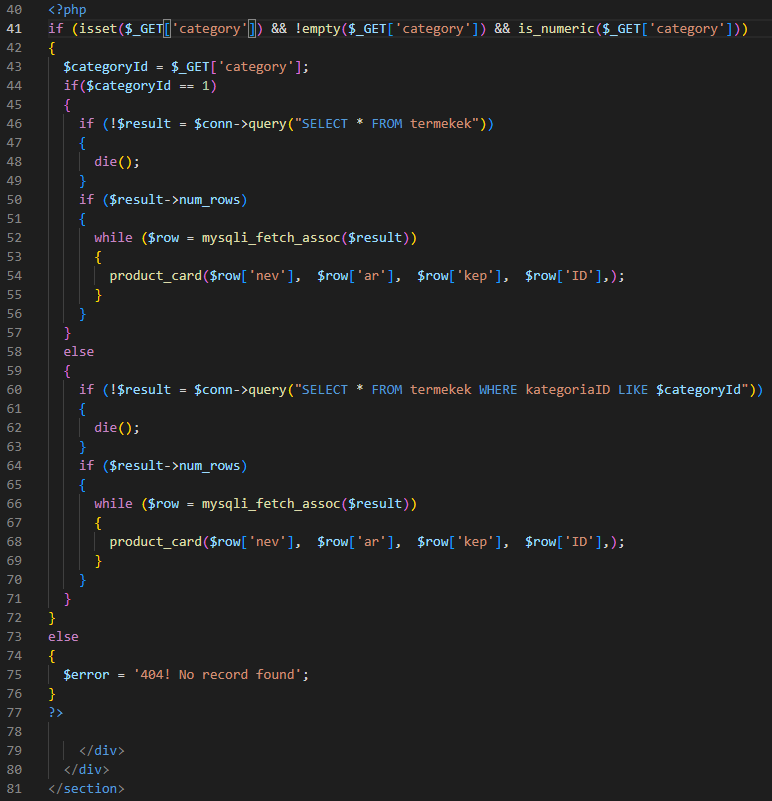 40 <?php
41 if (isset($_GET['category']) && !empty($_GET['category']) && is_numeric($_GET['category']))
42 {
43   $categoryId = $_GET['category'];
44   if($categoryId == 1)
45   {
46     if (!$result = $conn->query("SELECT * FROM termekek"))
47     {
48       die();
49     }
50     if ($result->num_rows)
51     {
52       while ($row = mysqli_fetch_assoc($result))
53       {
54         product_card($row['nev'],  $row['ar'],  $row['kep'],  $row['ID'],);
55       }
56     }
57   }
58   else
59   {
60     if (!$result = $conn->query("SELECT * FROM termekek WHERE kategoriaID LIKE $categoryId"))
61     {
62       die();
63     }
64     if ($result->num_rows)
65     {
66       while ($row = mysqli_fetch_assoc($result))
67       {
68         product_card($row['nev'],  $row['ar'],  $row['kep'],  $row['ID'],);
69       }
70     }
71   }
72 }
73 else
74 {
75   $error = '404! No record found';
76 }
77 ?>
78
79     </div>
80   </div>
81 </section>